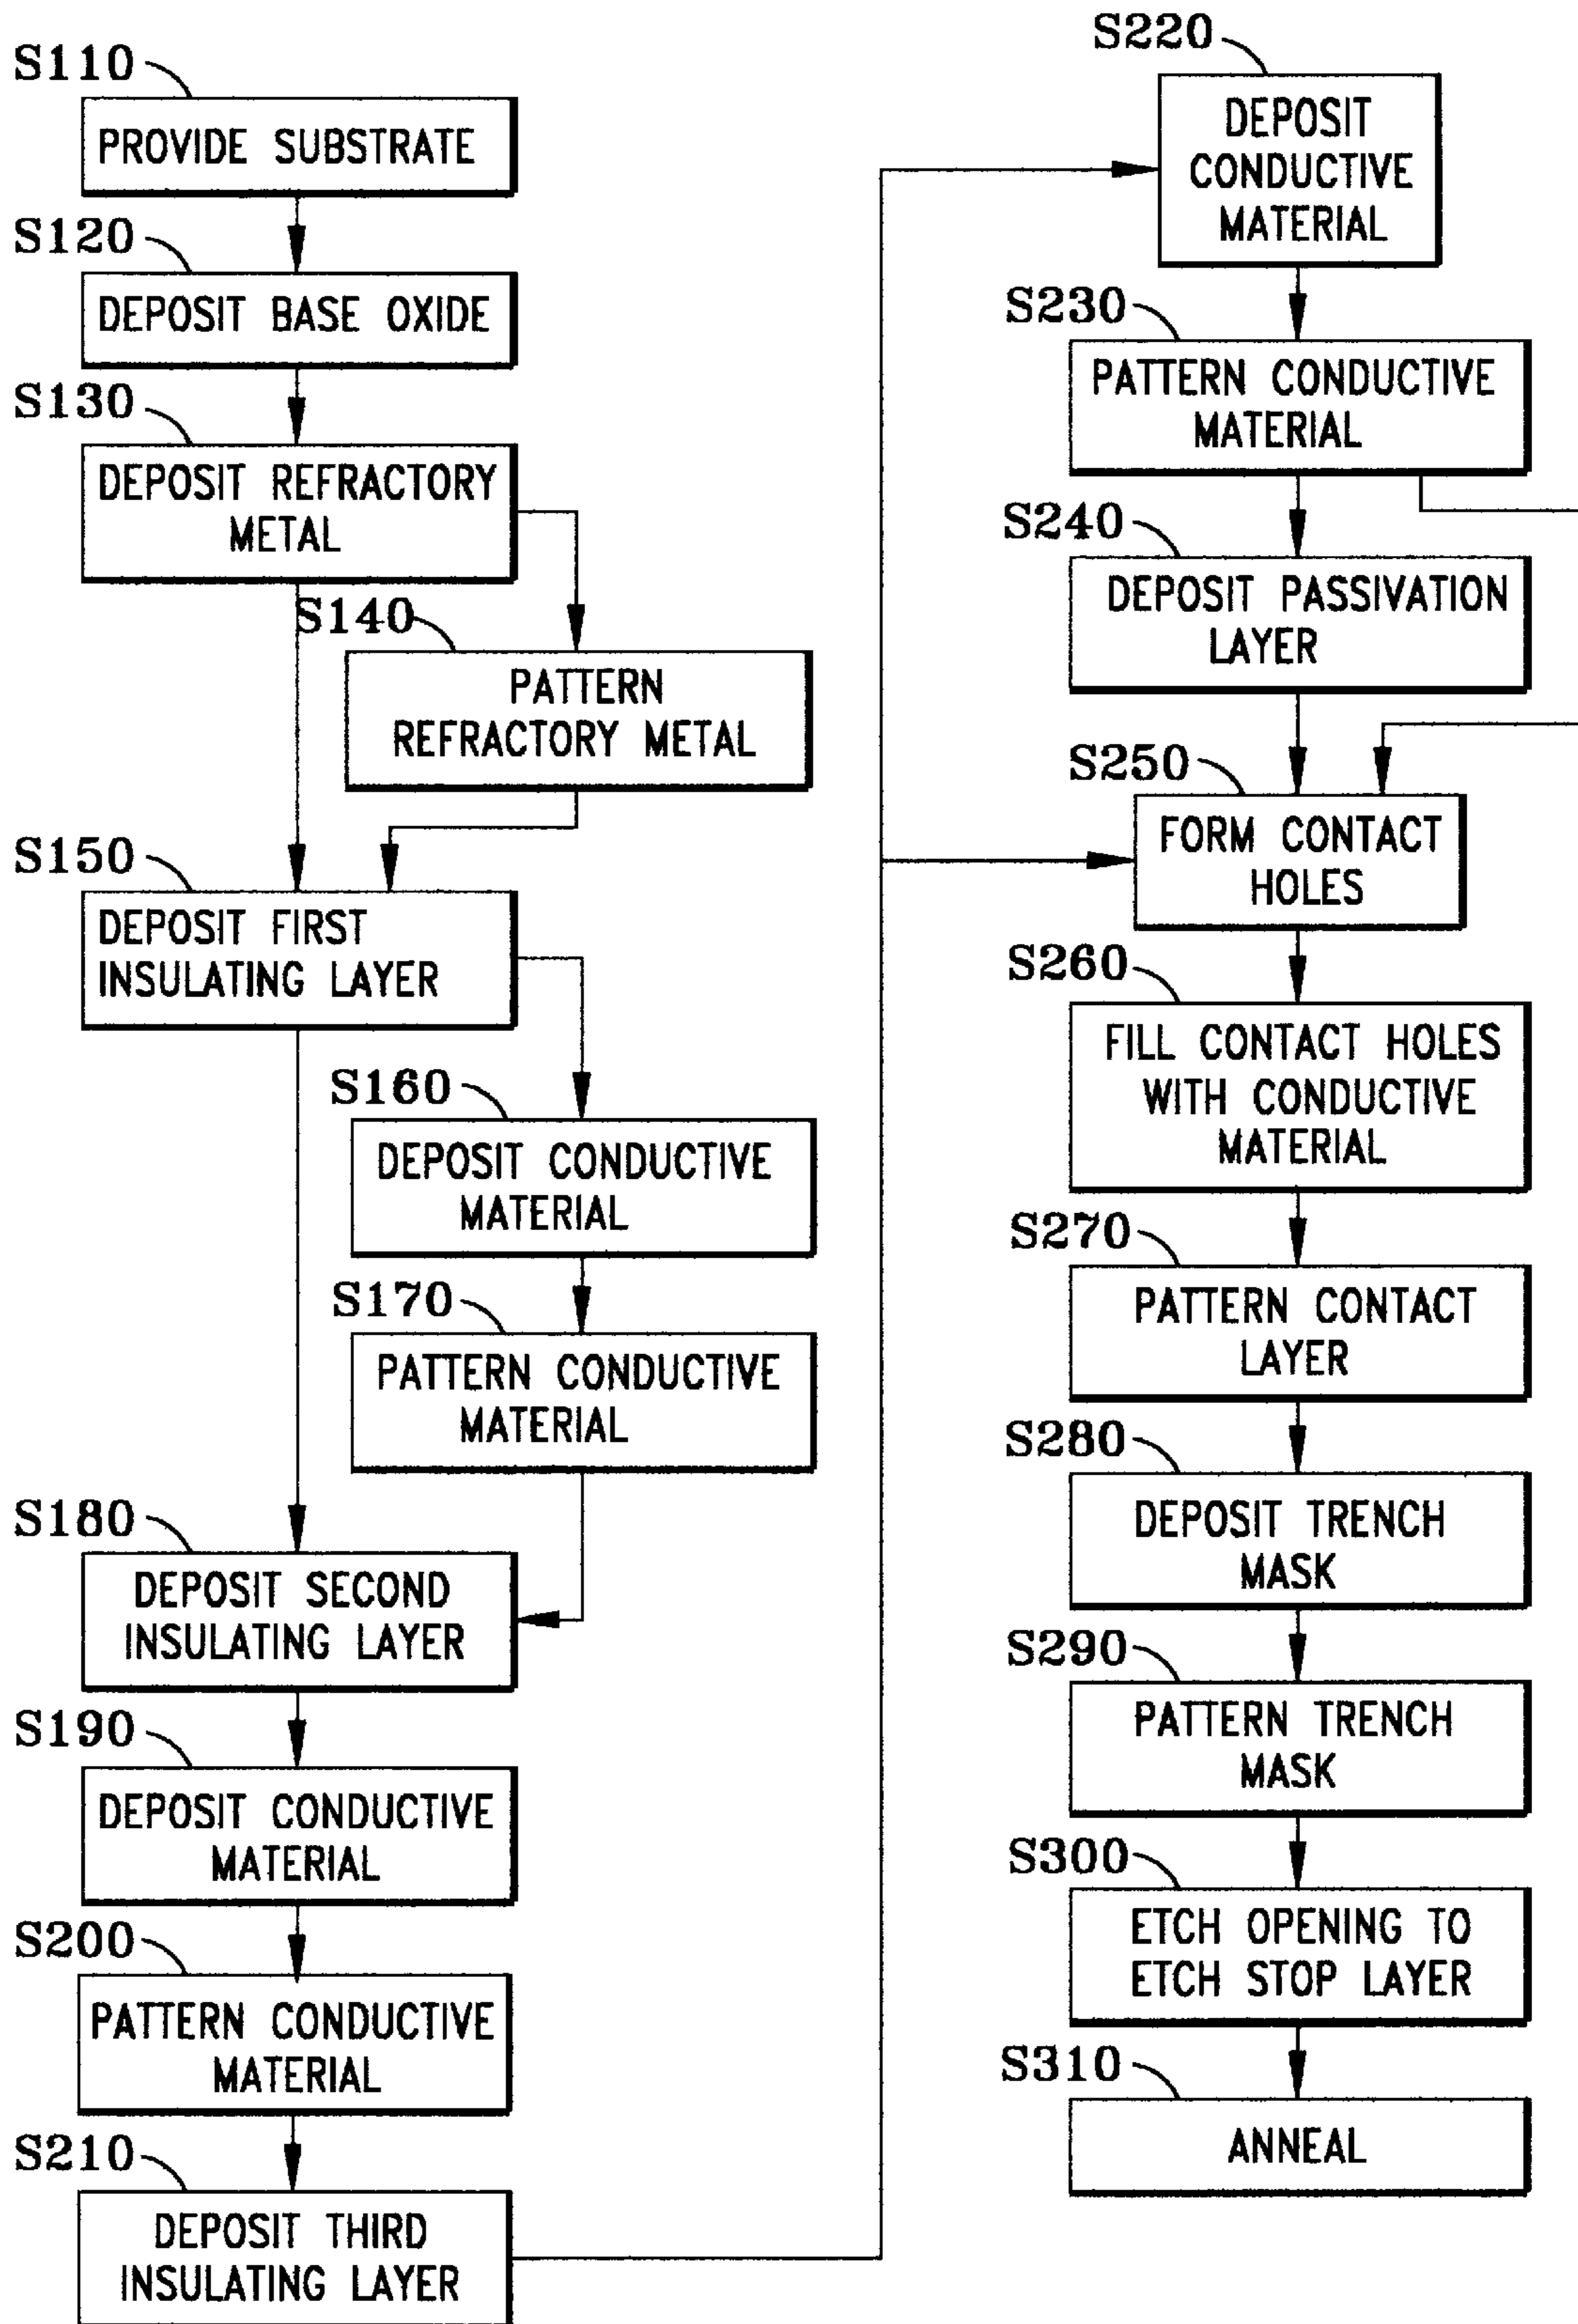 S110
PROVIDE SUBSTRATE
S120
DEPOSIT BASE OXIDE
S130
DEPOSIT REFRACTORY
METAL
S140
PATTERN
REFRACTORY METAL
S150
DEPOSIT FIRST
INSULATING LAYER
S160
DEPOSIT CONDUCTIVE
MATERIAL
S170
PATTERN CONDUCTIVE
MATERIAL
S180
DEPOSIT SECOND
INSULATING LAYER
S190
DEPOSIT CONDUCTIVE
MATERIAL
S200
PATTERN CONDUCTIVE
MATERIAL
S210
DEPOSIT THIRD
INSULATING LAYER
S220
DEPOSIT
CONDUCTIVE
MATERIAL
S230
PATTERN CONDUCTIVE
MATERIAL
S240
DEPOSIT PASSIVATION
LAYER
S250
FORM CONTACT
HOLES
S260
FILL CONTACT HOLES
WITH CONDUCTIVE
MATERIAL
S270
PATTERN CONTACT
LAYER
S280
DEPOSIT TRENCH
MASK
S290
PATTERN TRENCH
MASK
S300
ETCH OPENING TO
ETCH STOP LAYER
S310
ANNEAL